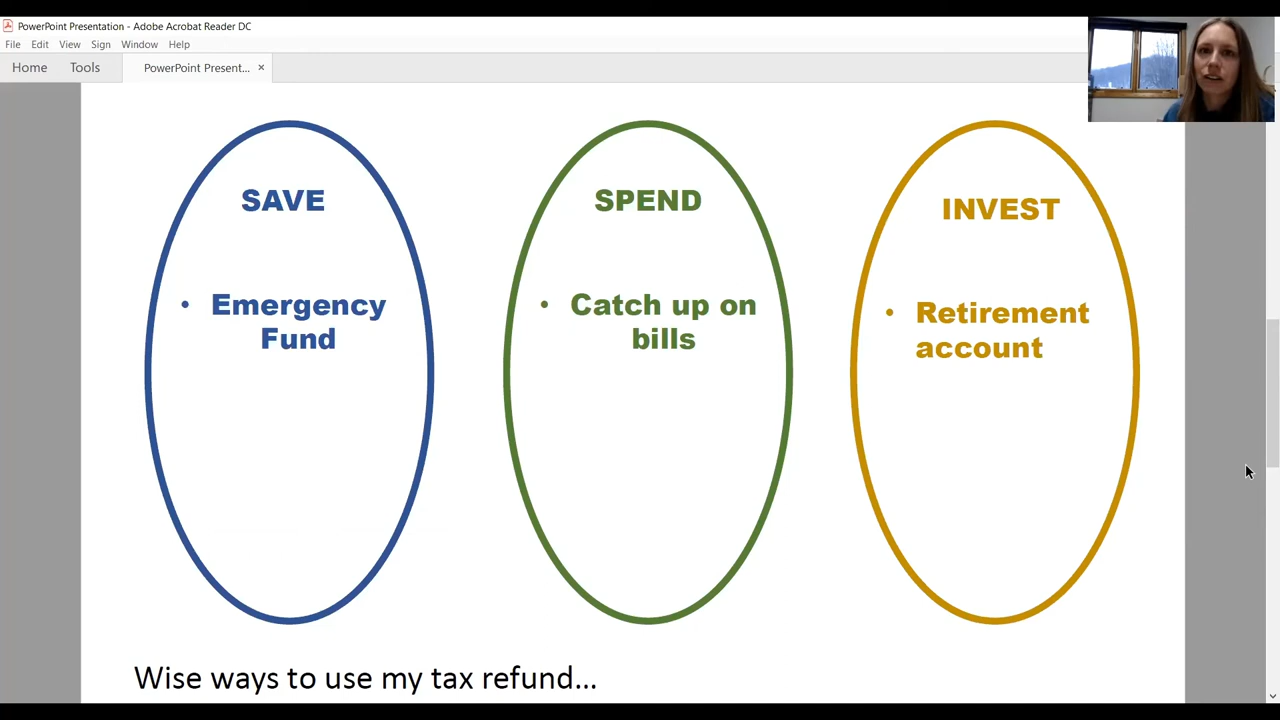 PowerPoint Presentation - Adobe Acrobat Reader DC
File Edit View Sign Window Help
Home Tools PowerPoint Present... ×
SAVE
• Emergency
Fund
SPEND
• Catch up on
bills
INVEST
• Retirement
account
Wise ways to use my tax refund...